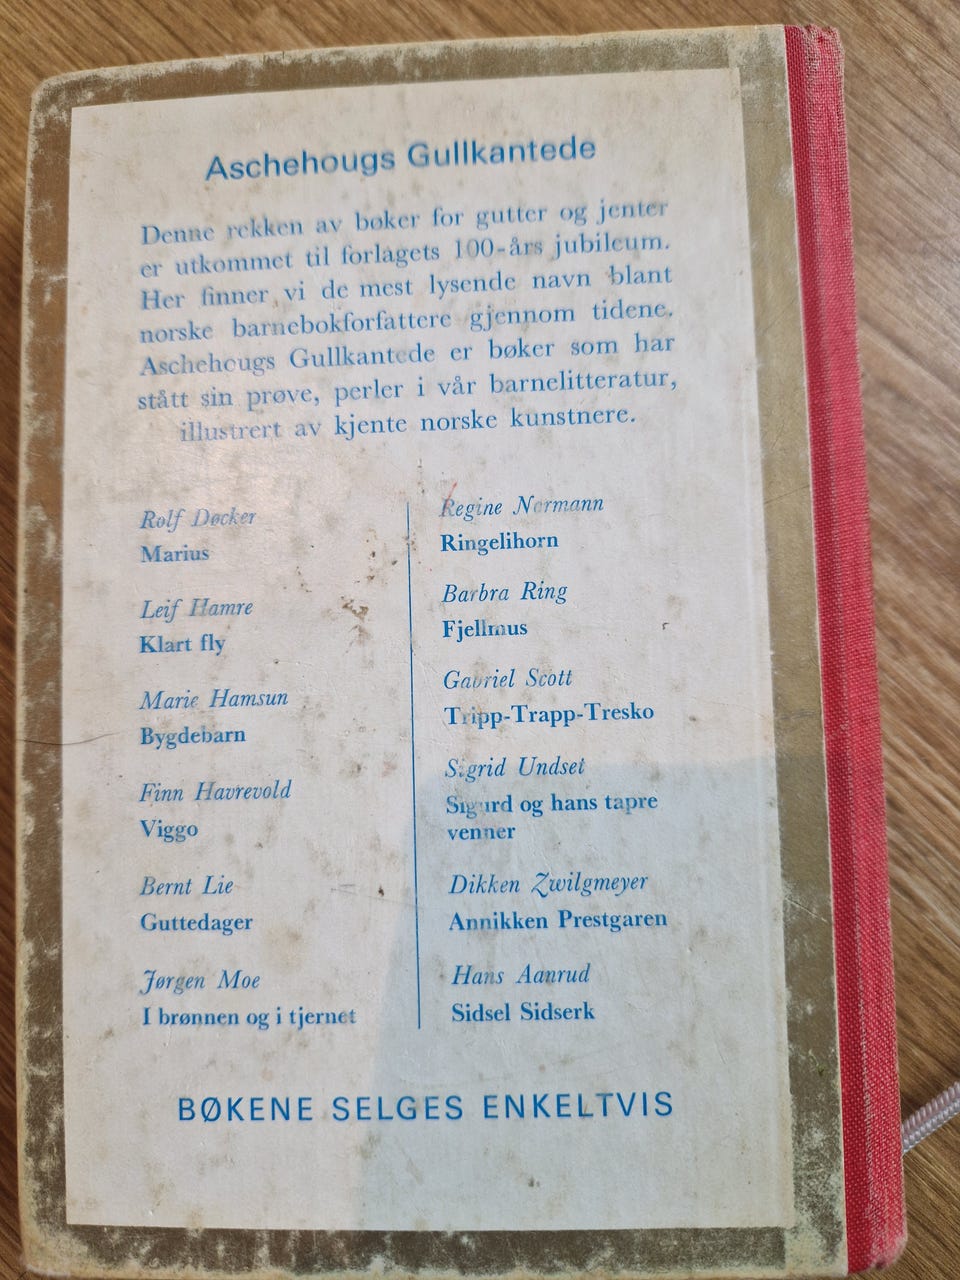 Aschehougs Gullkantede
Denne rekken av bøker for gutter og jenter
er utkommet til forlagets 100-års jubileum.
Her finner vi de mest lysende navn blant
norske barnebokforfattere gjennom tidene.
Aschehougs Gullkantede er bøker som har
stått sin prøve, perler i vår barnelitteratur,
illustrert av kjente norske kunstnere.
Rolf Døcker
Marius
Leif Hamre
Klart fly
Marie Hamsun
Bygdebarn
Finn Havrevold
Viggo
Bernt Lie
Guttedager
Jørgen Moe
I brønnen og i tjernet
Regine Normann
Ringelihorn
Barbra Ring
Fjellmus
Gabriel Scott
Tripp-Trapp-Tresko
Sigrid Undset
Sigurd og hans tapre
venner
Dikken Zwilgmeyer
Annikken Prestgaren
Hans Aanrud
Sidsel Sidserk
BØKENE SELGES ENKELTVIS